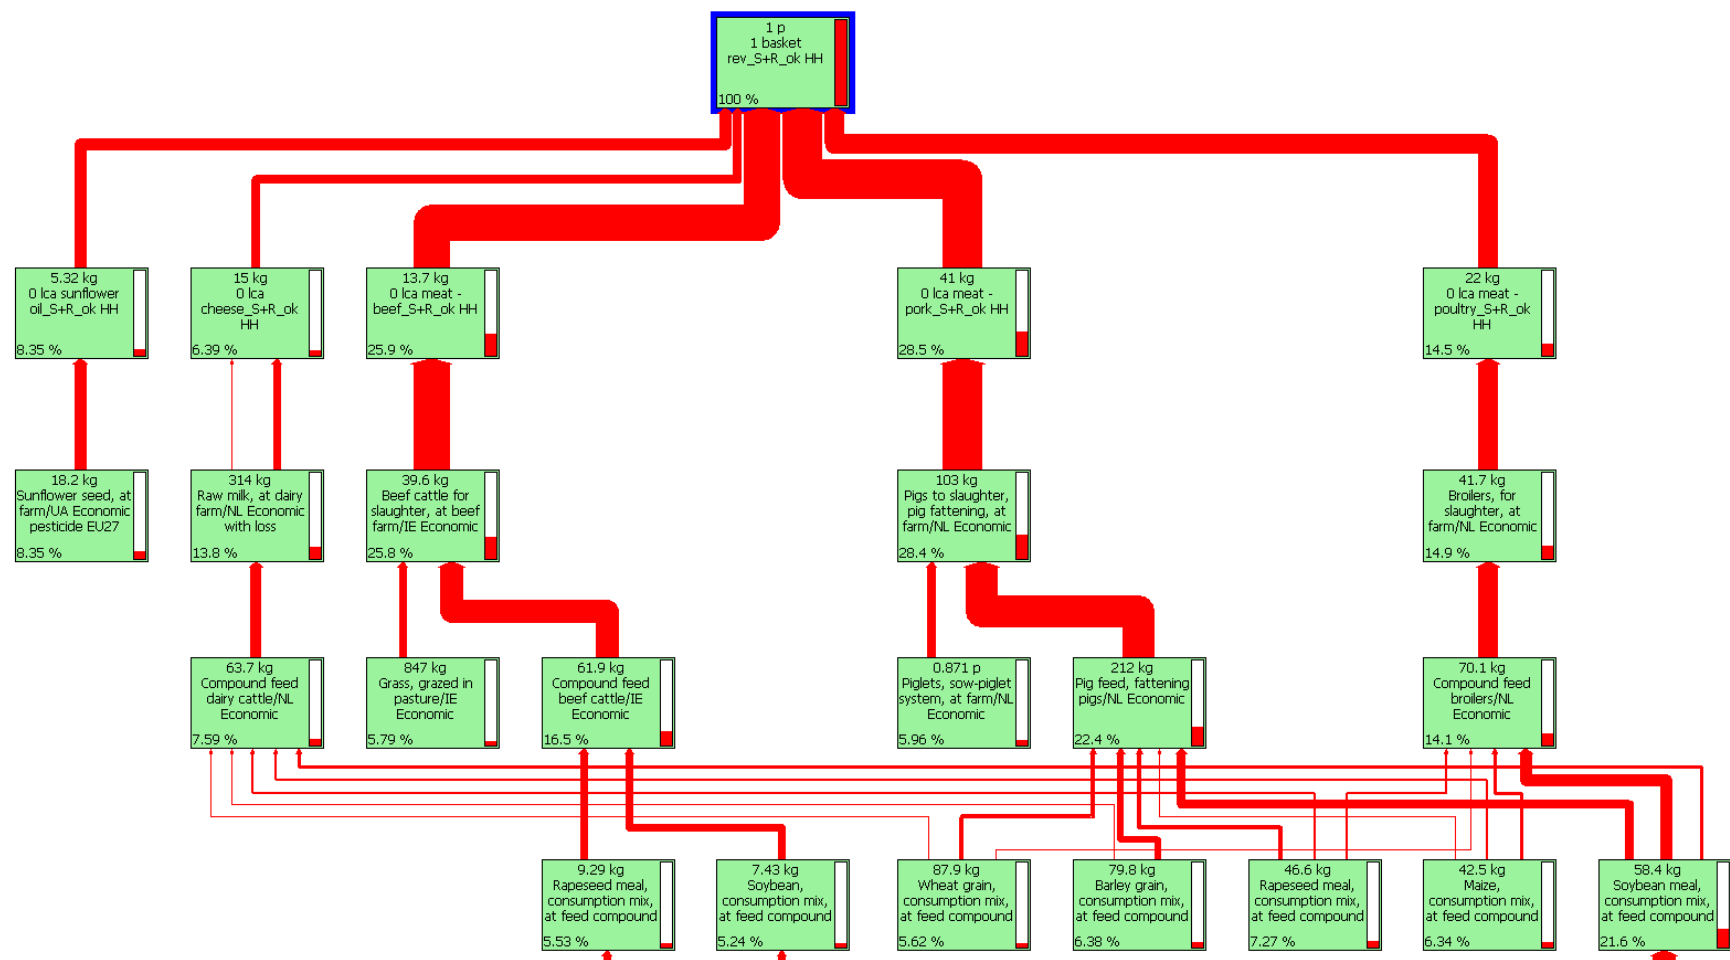 1 p
1 basket
rev_S+R_ok HH
100 %
5.32 kg
0 lca sunflower
oil_S+R_ok HH
8.35 %
15 kg
0 lca
cheese_S+R_ok
HH
6.39 %
13.7 kg
0 lca meat -
beef_S+R_ok HH
25.9 %
41 kg
0 lca meat -
pork_S+R_ok HH
28.5 %
22 kg
0 lca meat -
poultry_S+R_ok
HH
14.5 %
18.2 kg
Sunflower seed, at
farm/UA Economic
pesticide EU27
8.35 %
314 kg
Raw milk, at dairy
farm/NL Economic
with loss
13.8 %
39.6 kg
Beef cattle for
slaughter, at beef
farm/IE Economic
25.8 %
103 kg
Pigs to slaughter,
pig fattening, at
farm/NL Economic
28.4 %
41.7 kg
Broilers, for
slaughter, at
farm/NL Economic
14.9 %
63.7 kg
Compound feed
dairy cattle/NL
Economic
7.59 %
847 kg
Grass, grazed in
pasture/IE
Economic
5.79 %
61.9 kg
Compound feed
beef cattle/IE
Economic
16.5 %
0.871 p
Piglets, sow-piglet
system, at farm/NL
Economic
5.96 %
212 kg
Pig feed, fattening
pigs/NL Economic
22.4 %
70.1 kg
Compound feed
broilers/NL
Economic
14.1 %
9.29 kg
Rapeseed meal,
consumption mix,
at feed compound
5.53 %
7.43 kg
Soybean,
consumption mix,
at feed compound
5.24 %
87.9 kg
Wheat grain,
consumption mix,
at feed compound
5.62 %
79.8 kg
Barley grain,
consumption mix,
at feed compound
6.38 %
46.6 kg
Rapeseed meal,
consumption mix,
at feed compound
7.27 %
42.5 kg
Maize,
consumption mix,
at feed compound
6.34 %
58.4 kg
Soybean meal,
consumption mix,
at feed compound
21.6 %